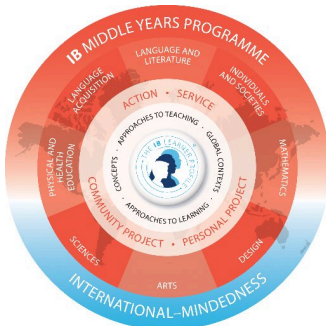 IB MIDDLE YEARS PROGRAMME
LANGUAGE AND
LITERATURE
LANGUAGE
ACQUISITION
INDIVIDUALS
AND SOCIETIES
PHYSICAL AND
HEALTH
EDUCATION
MATHEMATICS
SCIENCES
DESIGN
ARTS
ACTION • SERVICE
COMMUNITY PROJECT • PERSONAL PROJECT
APPROACHES TO TEACHING
CONCEPTS
GLOBAL CONTEXTS
APPROACHES TO LEARNING
THE IB LEARNER PROFILE
INTERNATIONAL-MINDEDNESS